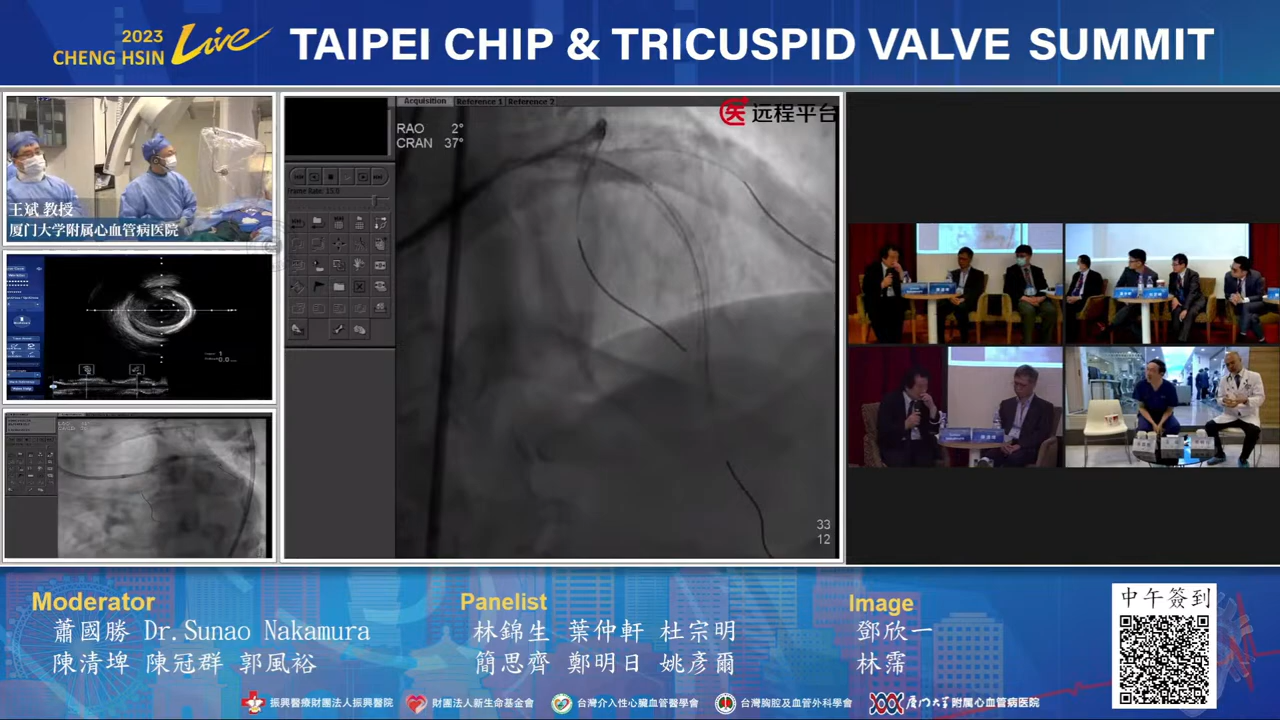 2023
CHENG HSIN Live
TAIPEI CHIP & TRICUSPID VALVE SUMMIT
王斌 教授
厦门大学附属心血管病医院
Acquisition Reference 1 Reference 2
医 远程平台
RAO 2°
CRAN 37°
Frame Rate: 15.0
33
12
Moderator
蕭國勝 Dr.Sunao Nakamura
陳清埤 陳冠群 郭風裕
Panelist
林錦生 葉仲軒 杜宗明
簡思齊 鄭明日 姚彥爾
Image
鄧欣一
林霈
中午簽到
振興醫療財團法人振興醫院
財團法人新生命基金會
台灣介入性心臟血管醫學會
台灣胸腔及血管外科學會
厦门大学附属心血管病医院